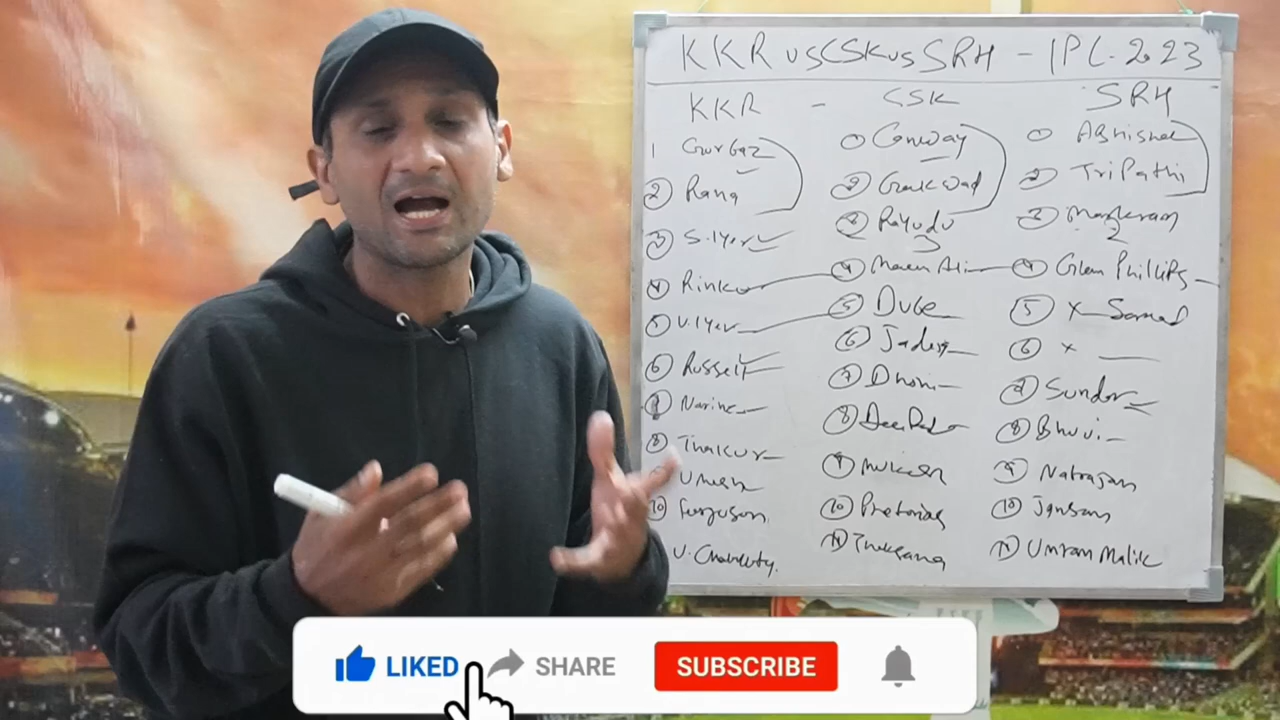 KKR vs CSK vs SRH - IPL. 2023
KKR - CSK SRH
1 Gurbaz
② Rana
③ S. Iyer
④ Rinku
⑤ V. Iyer
⑥ Russell
⑦ Narine
⑧ Thakur
Umesh
⑩ Ferguson
V. Chakravarty.
① Conway
② Gaikwad
③ Rayudu
④ Moeen Ali
⑤ Dube
⑥ Jadeja
⑦ Dhoni
⑧ Deepak
⑨ Mukesh
⑩ Pretorius
⑪ Theksana
① Abhishek
② Tripathi
③ Markram
④ Glen Phillips
⑤ x Samad
⑥ x
⑦ Sundar
⑧ Bhuvi
⑨ Natrajan
⑩ Jansan
⑪ Umran Malik
LIKED SHARE SUBSCRIBE